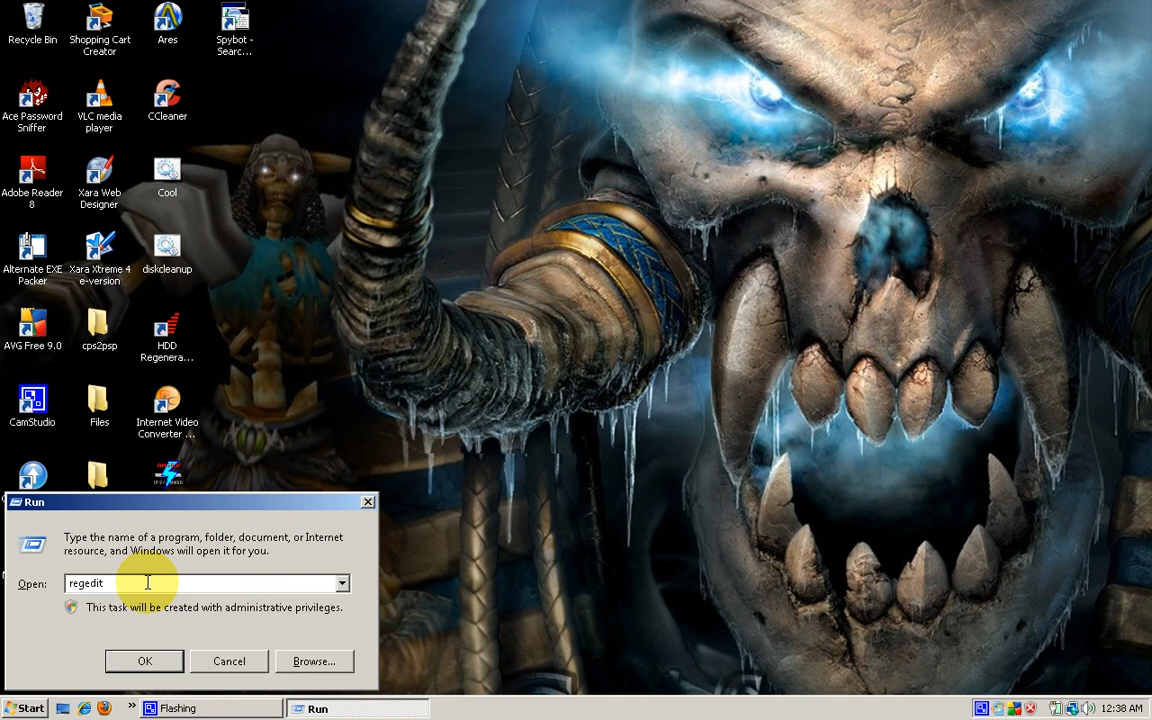 Recycle Bin
Shopping Cart
Creator
Ares
Spybot -
Searc...
Ace Password
Sniffer
VLC media
player
CCleaner
Adobe Reader
8
Xara Web
Designer
Cool
Alternate EXE
Packer
Xara Xtreme 4
e-version
diskcleanup
AVG Free 9.0
cps2psp
HDD
Regenera...
CamStudio
Files
Internet Video
Converter ...
Run
Type the name of a program, folder, document, or Internet
resource, and Windows will open it for you.
Open:
regedit
This task will be created with administrative privileges.
OK
Cancel
Browse...
Start
»
Flashing
Run
12:38 AM